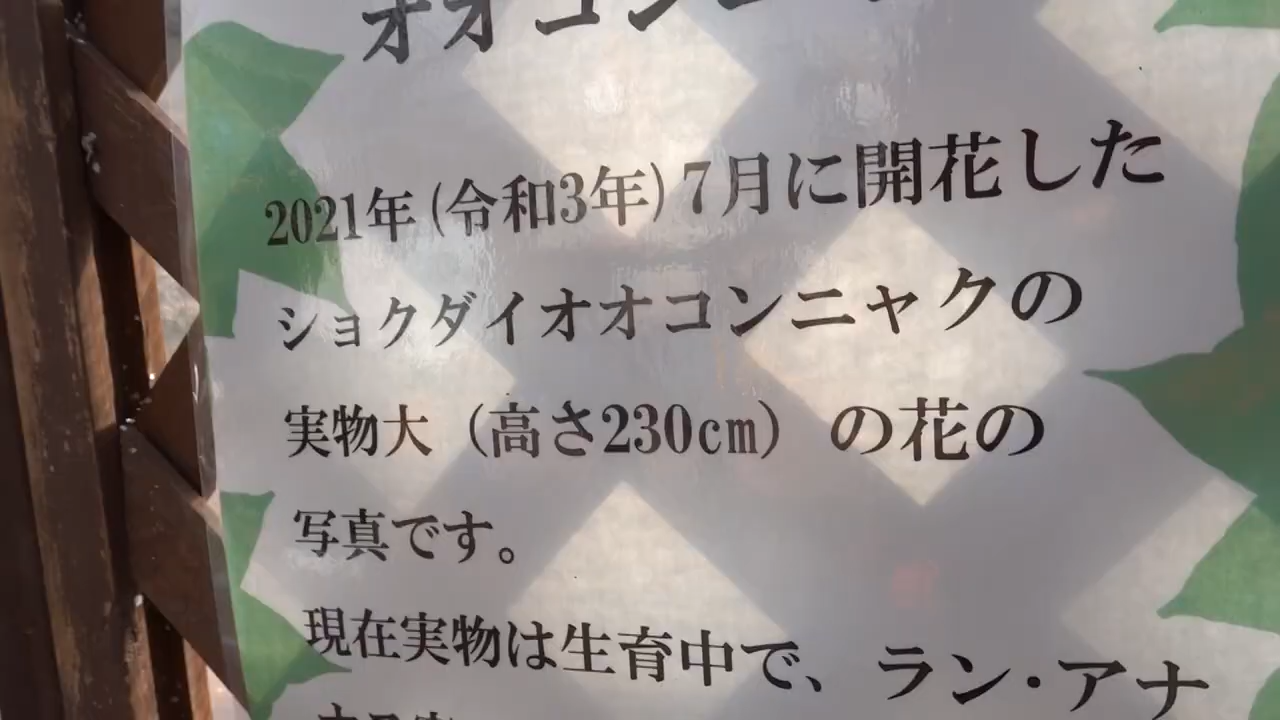 オオコンニ
2021年(令和3年)7月に開花した
ショクダイオオコンニャクの
実物大（高さ230cm）の花の
写真です。
現在実物は生育中で、ラン・アナ